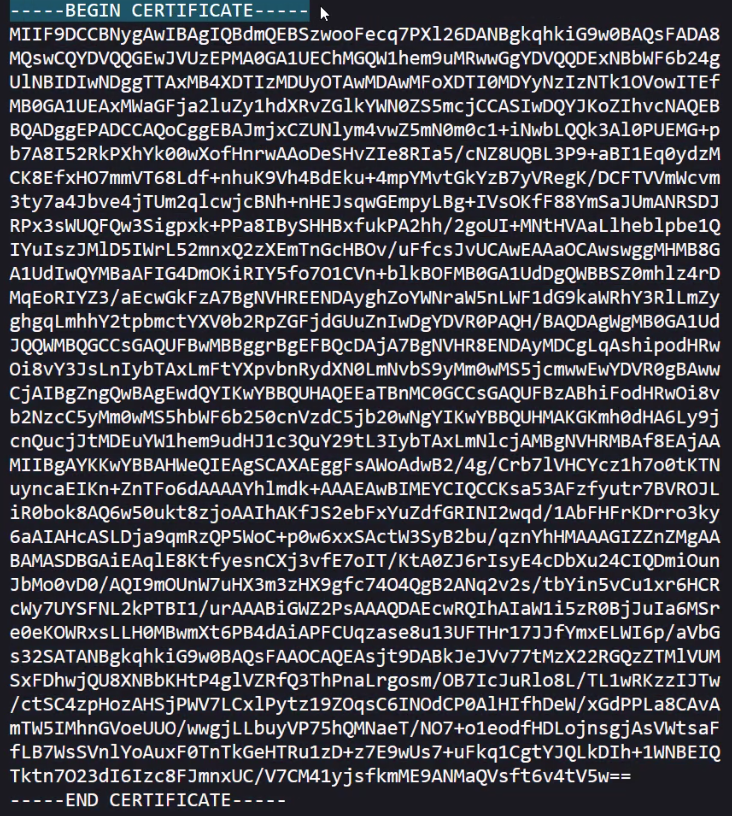 -----BEGIN CERTIFICATE-----
MIIF9DCCBNygAwIBAgIQBdmQEBSzwooFecq7PXl26DANBgkqhkiG9w0BAQsFADA8
MQswCQYDVQQGEwJVUzEPMA0GA1UEChMGQW1hem9uMRwwGgYDVQQDExNBbWF6b24g
UlNBIDIwNDggTTAxMB4XDTIzMDUyOTAwMDAwMFoXDTI0MDYyNzIzNTk1OVowITEf
MB0GA1UEAxMWaGFja2luZy1hdXRvZGlkYWN0ZS5mcjCCASIwDQYJKoZIhvcNAQEB
BQADggEPADCCAQoCggEBAJmjxCZUNlym4vwZ5mN0m0c1+iNwbLQQk3Al0PUEMG+p
b7A8I52RkPXhYk00wXofHnrwAAoDeSHvZIe8RIa5/cNZ8UQBL3P9+aBI1Eq0ydzM
CK8EfxHO7mmVT68Ldf+nhuK9Vh4BdEku+4mpYMvtGkYzB7yVRegK/DCFTVVmWcvm
3ty7a4Jbve4jTUm2qlcwjcBNh+nHEJsqwGEmpyLBg+IVsOKfF88YmSaJUmANRSDJ
RPx3sWUQFQw3Sigpxk+PPa8IBySHHBxfukPA2hh/2goUI+MNtHVAaLlheblpbe1Q
IYuIszJMlD5IWrL52mnxQ2zXEmTnGcHBOv/uFfcsJvUCAwEAAaOCAwswggMHMB8G
A1UdIwQYMBaAFIG4DmOKiRIY5fo7O1CVn+blkBOFMB0GA1UdDgQWBBSZ0mhlz4rD
MqEoRIYZ3/aEcwGkFzA7BgNVHREENDAyghZoYWNraW5nLWF1dG9kaWRhY3RlLmZy
ghgqLmhhY2tpbmctYXV0b2RpZGFjdGUuZnIwDgYDVR0PAQH/BAQDAgWgMB0GA1Ud
JQQWMBQGCCsGAQUFBwMBBggrBgEFBQcDAjA7BgNVHR8ENDAyMDCgLqAshipodHRw
Oi8vY3JsLnIybTAxLmFtYXpvbnRydXN0LmNvbS9yMm0wMS5jcmwwEwYDVR0gBAww
CjAIBgZngQwBAgEwdQYIKwYBBQUHAQEEaTBnMC0GCCsGAQUFBzABhiFodHRwOi8v
b2NzcC5yMm0wMS5hbWF6b250cnVzdC5jb20wNgYIKwYBBQUHMAKGKmh0dHA6Ly9j
cnQucjJtMDEuYW1hem9udHJ1c3QuY29tL3IybTAxLmNlcjAMBgNVHRMBAf8EAjAA
MIIBgAYKKwYBBAHWeQIEAgSCAXAEggFsAWoAdwB2/4g/Crb7lVHCYcz1h7o0tKTN
uyncaEIKn+ZnTFo6dAAAAYhlmdk+AAAEAwBIMEYCIQCCKsa53AFzfyutr7BVROJL
iR0bok8AQ6w50ukt8zjoAAIhAKfJS2ebFxYuZdfGRINI2wqd/1AbFHFrKDrro3ky
6aAIAHcASLDja9qmRzQP5WoC+p0w6xxSActW3SyB2bu/qznYhHMAAAGIZZnZMgAA
BAMASDBGAiEAqlE8KtfyesnCXj3vfE7oIT/KtA0ZJ6rIsyE4cDbXu24CIQDmiOun
JbMo0vD0/AQI9mOUnW7uHX3m3zHX9gfc74O4QgB2ANq2v2s/tbYin5vCu1xr6HCR
cWy7UYSFNL2kPTBI1/urAAABiGWZ2PsAAAQDAEcwRQIhAIaW1i5zR0BjJuIa6MSr
e0eKOWRxsLLH0MBwmXt6PB4dAiAPFCUqzase8u13UFTHr17JJfYmxELWI6p/aVbG
s32SATANBgkqhkiG9w0BAQsFAAOCAQEAsjt9DABkJeJVv77tMzX22RGQzZTMlVUM
SxFDhwjQU8XNBbKHtP4glVZRfQ3ThPnaLrgosm/OB7IcJuRlo8L/TL1wRKzzIJTw
/ctSC4zpHozAHSjPWV7LCxlPytz19ZOqsC6INOdCP0AlHIfhDeW/xGdPPLa8CAvA
mTW5IMhnGVoeUUO/wwgjLLbuyVP75hQMNaeT/NO7+o1eodfHDLojnsgjAsVWtsaF
fLB7WsSVnlYoAuxF0TnTkGeHTRu1zD+z7E9wUs7+uFkq1CgtYJQLkDIh+1WNBEIQ
Tktn7O23dI6Izc8FJmnxUC/V7CM41yjsfkmME9ANMaQVsft6v4tV5w==
-----END CERTIFICATE-----